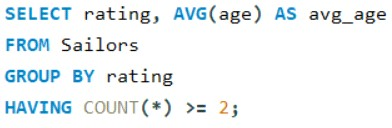 SELECT rating, AVG(age) AS avg_age
FROM Sailors
GROUP BY rating
HAVING COUNT(*) >= 2;